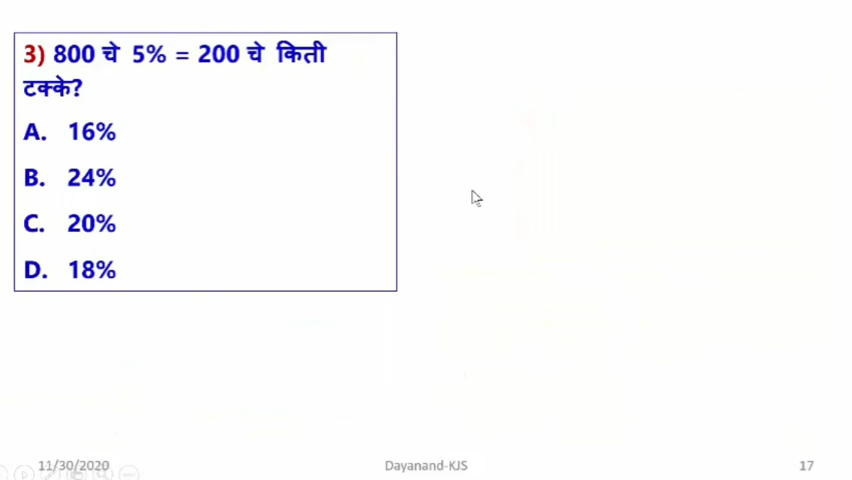 3) 800 चे 5% = 200 चे किती
टक्के?
A. 16%
B. 24%
C. 20%
D. 18%
11/30/2020 Dayanand-KJS 17